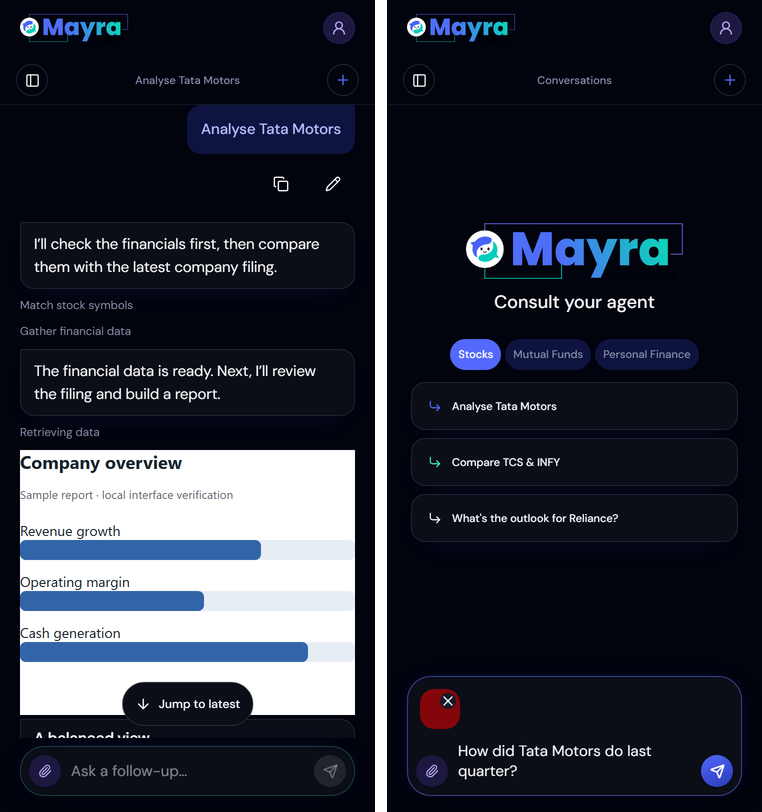 Mayra
Analyse Tata Motors
Analyse Tata Motors
I'll check the financials first, then compare
them with the latest company filing.
Match stock symbols
Gather financial data
The financial data is ready. Next, I'll review
the filing and build a report.
Retrieving data
Company overview
Sample report · local interface verification
Revenue growth
Operating margin
Cash generation
Jump to latest
A balanced view
Ask a follow-up...
Mayra
Conversations
Mayra
Consult your agent
Stocks
Mutual Funds
Personal Finance
Analyse Tata Motors
Compare TCS & INFY
What's the outlook for Reliance?
How did Tata Motors do last
quarter?